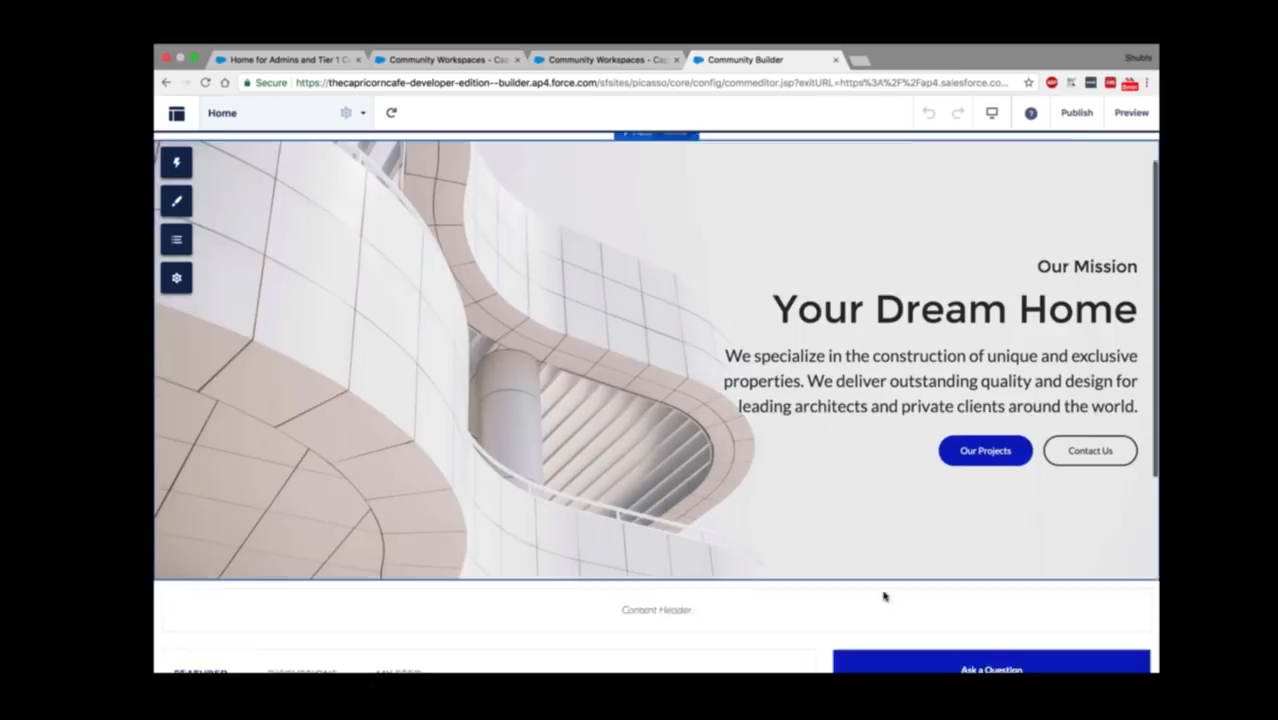 Home for Admins and Tier 1 C
Community Workspaces - Cap
Community Workspaces - Cap
Community Builder
Shubhi
Secure
https://thecapricorncafe-developer-edition--builder.ap4.force.com/sfsites/picasso/core/config/commeditor.jsp?exitURL=https%3A%2F%2Fap4.salesforce.co...
Home
Publish
Preview
Our Mission
Your Dream Home
We specialize in the construction of unique and exclusive
properties. We deliver outstanding quality and design for
leading architects and private clients around the world.
Our Projects
Contact Us
Content Header
FEATURED
Ask a Question